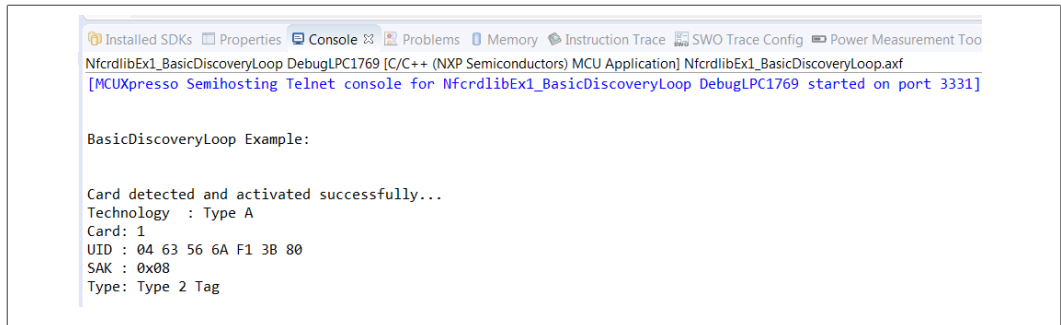 Installed SDKs Properties Console Problems Memory Instruction Trace SWO Trace Config Power Measurement Too
NfcrdlibEx1_BasicDiscoveryLoop DebugLPC1769 [C/C++ (NXP Semiconductors) MCU Application] NfcrdlibEx1_BasicDiscoveryLoop.axf
[MCUXpresso Semihosting Telnet console for NfcrdlibEx1_BasicDiscoveryLoop DebugLPC1769 started on port 3331]
BasicDiscoveryLoop Example:
Card detected and activated successfully...
Technology : Type A
Card: 1
UID : 04 63 56 6A F1 3B 80
SAK : 0x08
Type: Type 2 Tag